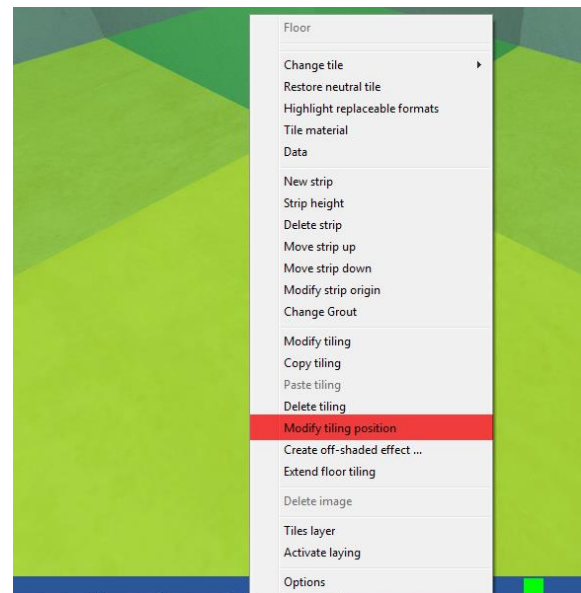 Floor
Change tile
Restore neutral tile
Highlight replaceable formats
Tile material
Data
New strip
Strip height
Delete strip
Move strip up
Move strip down
Modify strip origin
Change Grout
Modify tiling
Copy tiling
Paste tiling
Delete tiling
Modify tiling position
Create off-shaded effect ...
Extend floor tiling
Delete image
Tiles layer
Activate laying
Options